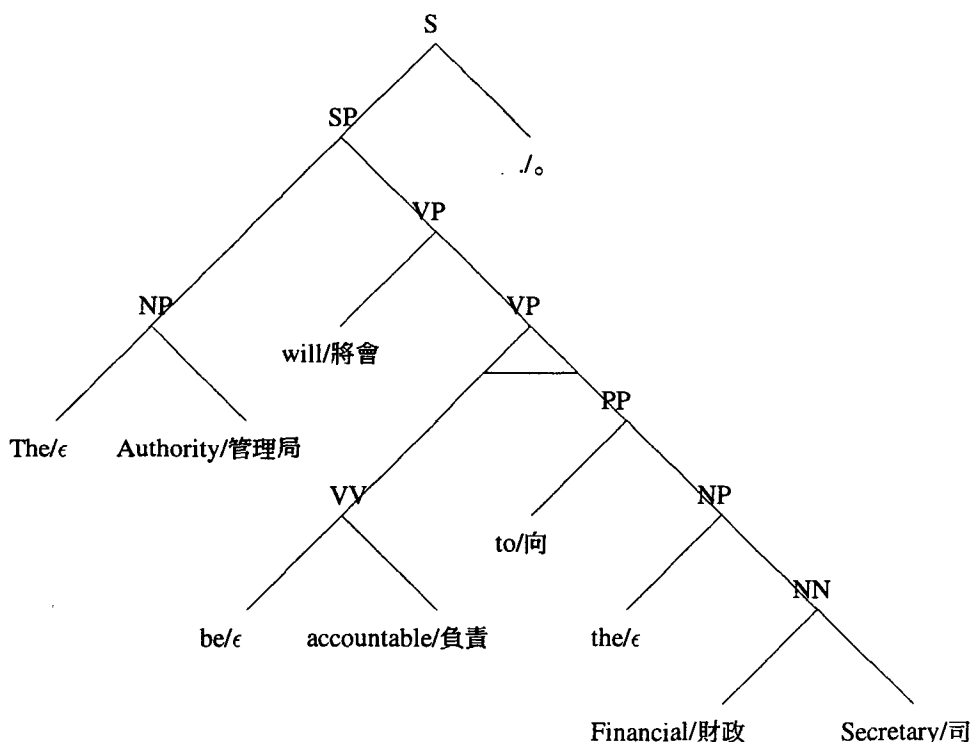 S
SP
./。
VP
NP
VP
will/將會
PP
The/ϵ
Authority/管理局
VV
NP
to/向
NN
be/ϵ
accountable/負責
the/ϵ
Financial/財政
Secretary/司